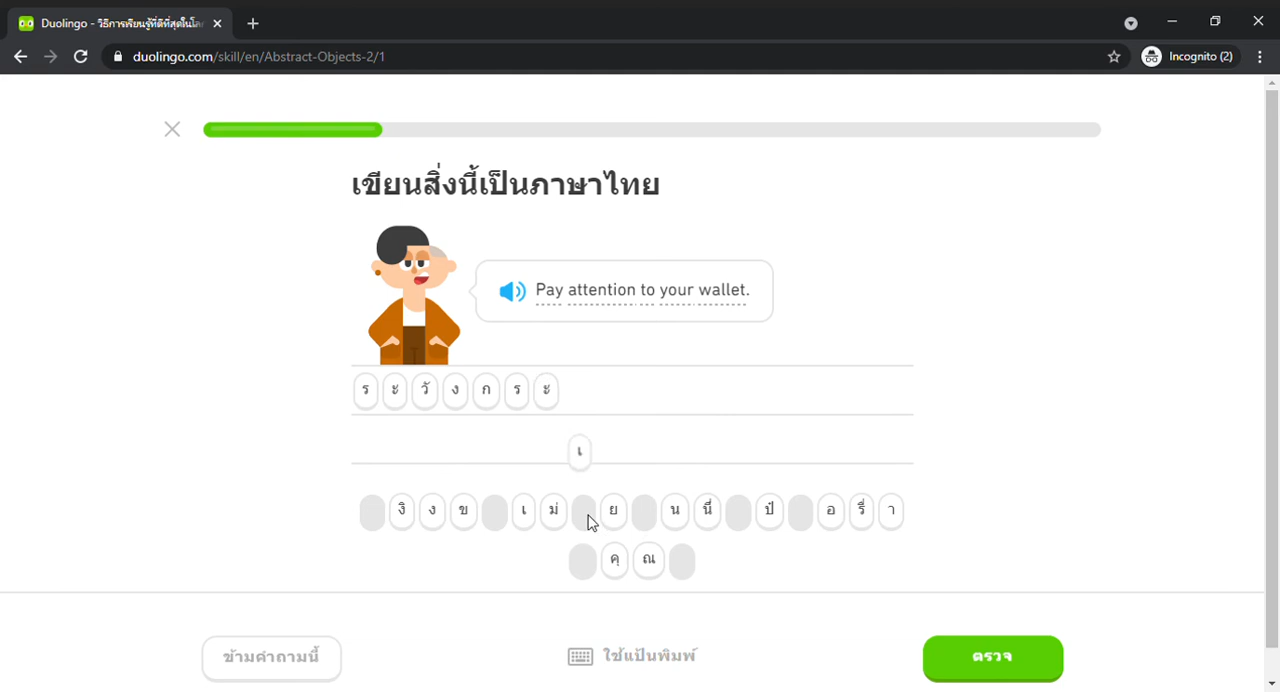 Duolingo - วิธีการเรียนรู้ที่ดีที่สุดในโล
duolingo.com/skill/en/Abstract-Objects-2/1
Incognito (2)
เขียนสิ่งนี้เป็นภาษาไทย
Pay attention to your wallet.
ร ะ วั ง ก ร ะ
เ
งิ ง ข เ ม่ ย น นี้ ป๋ อ รื่ า
คุ ณ
ข้ามคำถามนี้
ใช้แป้นพิมพ์
ตรวจ